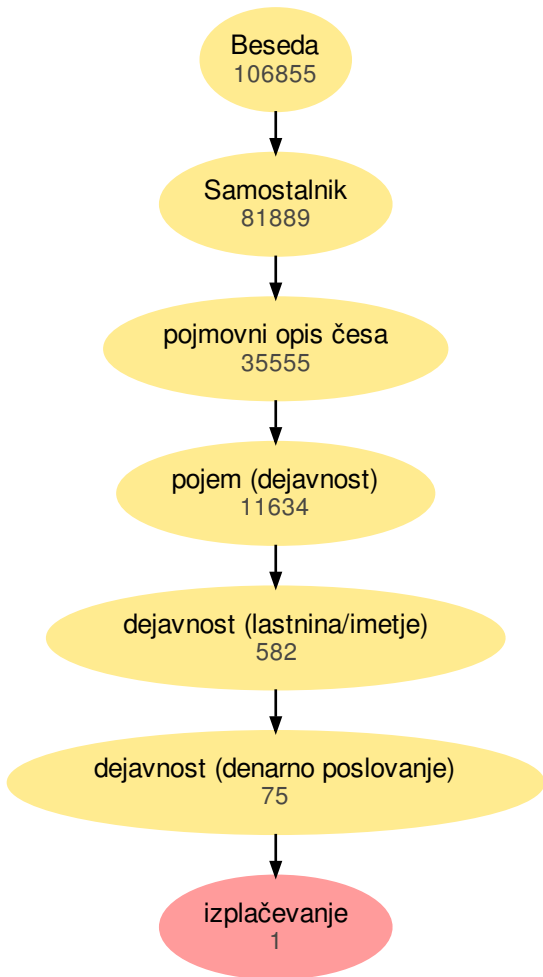 Beseda
106855
Samostalnik
81889
pojmovni opis česa
35555
pojem (dejavnost)
11634
dejavnost (lastnina/imetje)
582
dejavnost (denarno poslovanje)
75
izplačevanje
1